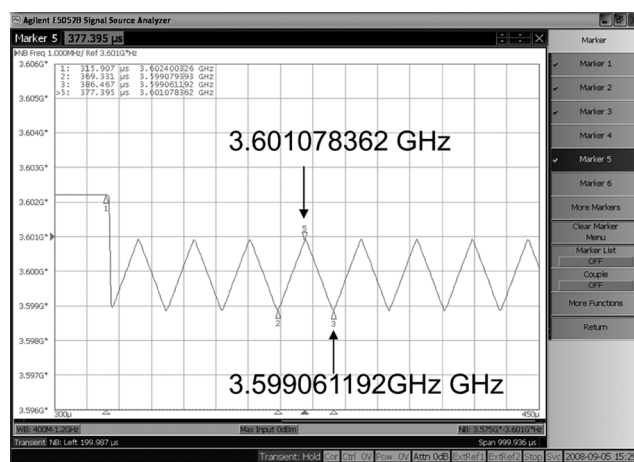 Agilent E5052B Signal Source Analyzer
Marker 5 377.395 µs
Marker
▶NB Freq 1.000MHz/ Ref 3.601G*Hz
3.606G*
1: 315.907 µs 3.602400326 GHz
2: 369.331 µs 3.599079393 GHz
3: 386.467 µs 3.599061192 GHz
>5: 377.395 µs 3.601078362 GHz
3.605G*
3.604G*
3.603G*
3.602G*
3.601G*
3.600G*
3.599G*
3.598G*
3.597G*
3.596G*
3.601078362 GHz
1
5
2
3
3.599061192GHz GHz
300µ
450µ
Marker 1
Marker 2
Marker 3
Marker 4
Marker 5
Marker 6
More Markers
Clear Marker
Menu
Marker List
OFF
Couple
OFF
More Functions
Return
WB: 400M-1.2GHz Max Input 0dBm NB: 3.575G*-3.601G*
Transient NB: Left 199.987 µs Span 999.936 µs
Transient: Hold Cor Ctrl 0V Pow 0V Attn 0dB ExtRef1 ExtRef2 Stop Svc 2008-09-05 15:29